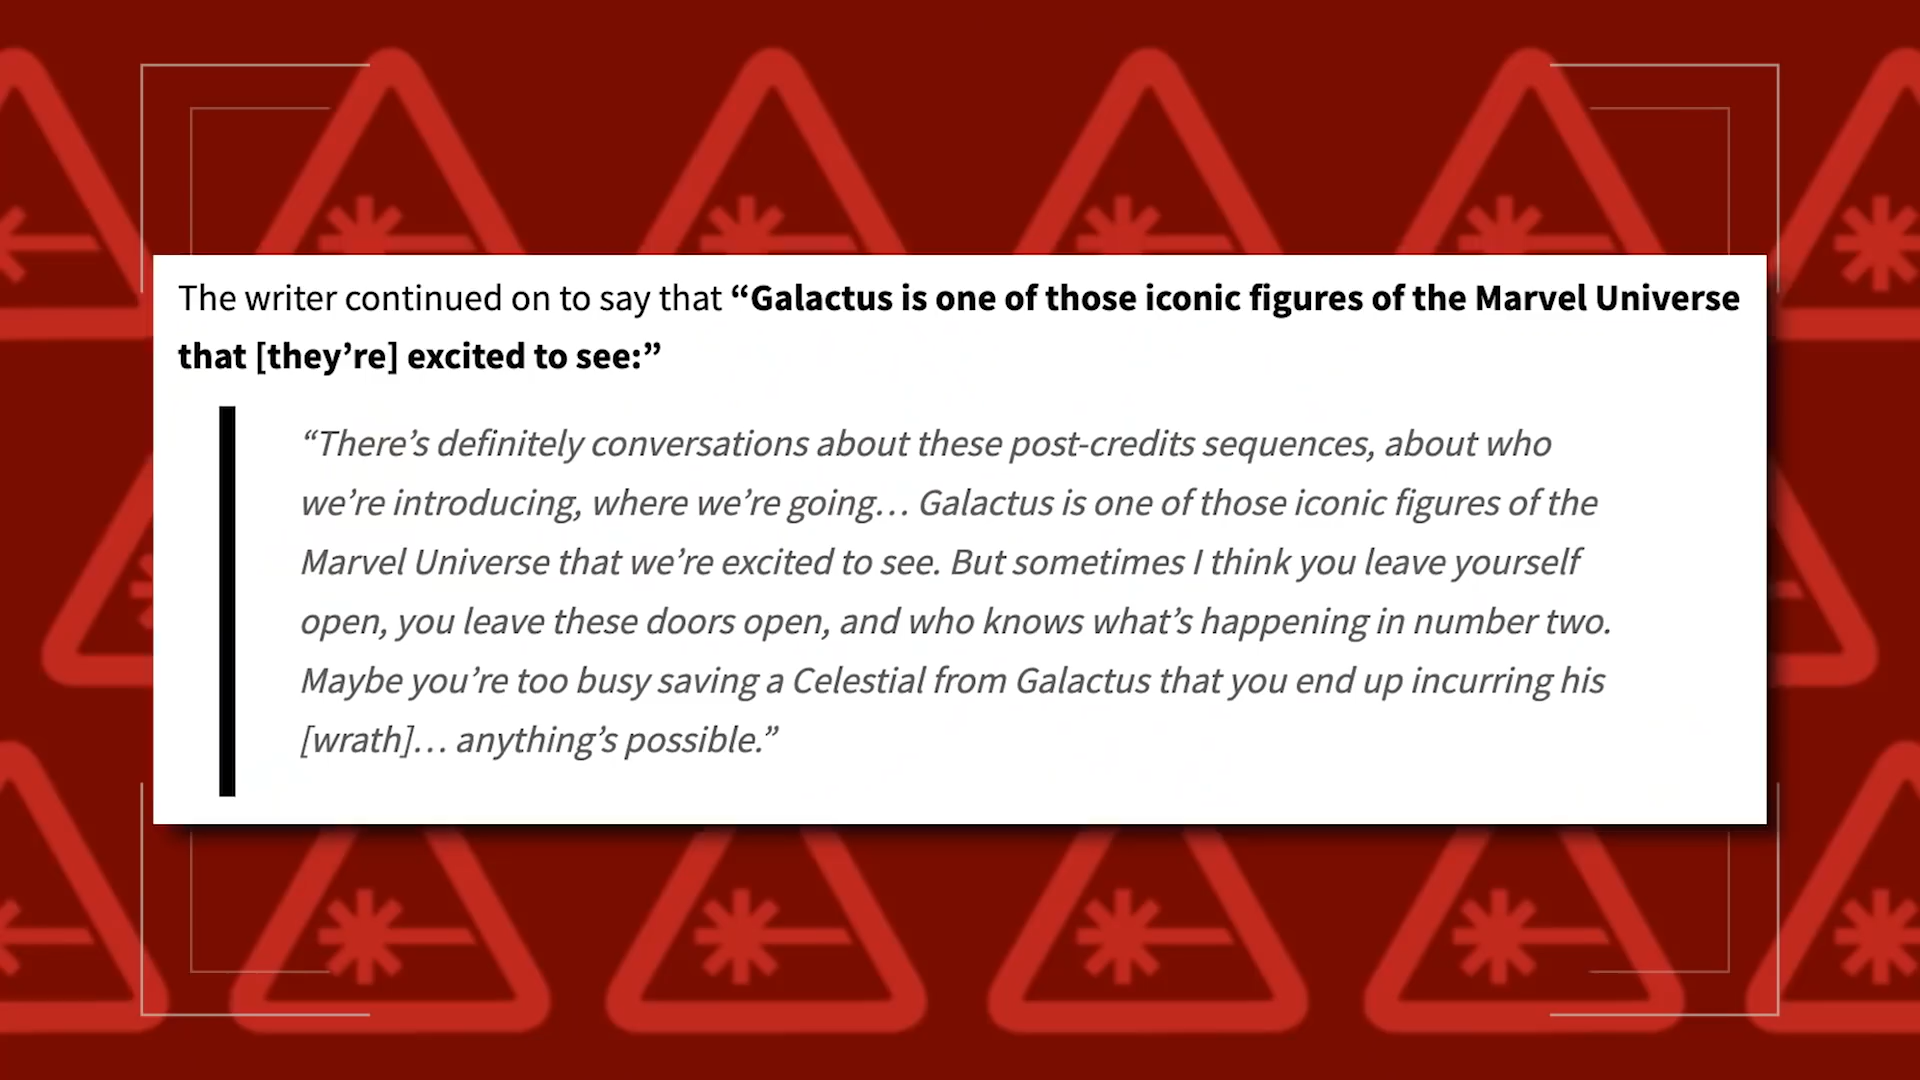 The writer continued on to say that “Galactus is one of those iconic figures of the Marvel Universe
that [they’re] excited to see:”
“There’s definitely conversations about these post-credits sequences, about who
we’re introducing, where we’re going… Galactus is one of those iconic figures of the
Marvel Universe that we’re excited to see. But sometimes I think you leave yourself
open, you leave these doors open, and who knows what’s happening in number two.
Maybe you’re too busy saving a Celestial from Galactus that you end up incurring his
[wrath]… anything’s possible.”